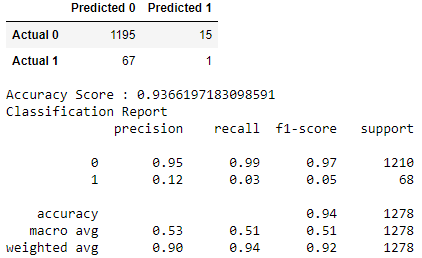 Predicted 0 Predicted 1
Actual 0 1195 15
Actual 1 67 1
Accuracy Score : 0.9366197183098591
Classification Report
precision recall f1-score support
0 0.95 0.99 0.97 1210
1 0.12 0.03 0.05 68
accuracy 0.94 1278
macro avg 0.53 0.51 0.51 1278
weighted avg 0.90 0.94 0.92 1278